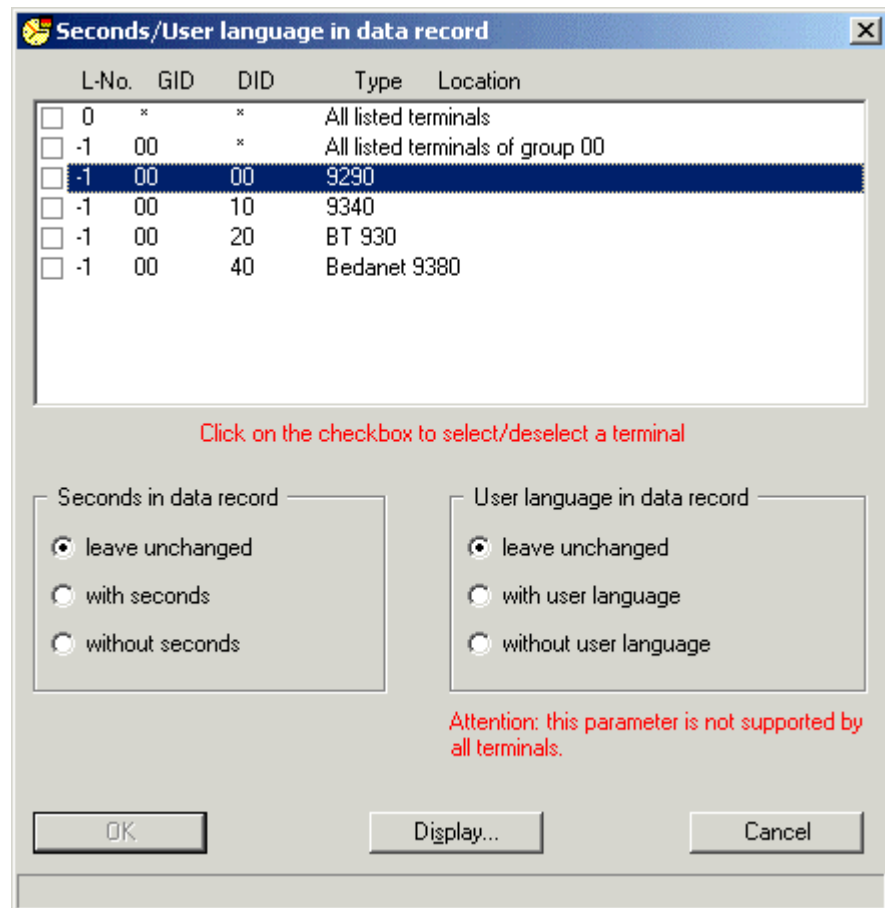 Seconds/User language in data record
L-No. GID DID Type Location
0 * * All listed terminals
-1 00 * All listed terminals of group 00
-1 00 00 9290
-1 00 10 9340
-1 00 20 BT 930
-1 00 40 Bedanet 9380
Click on the checkbox to select/deselect a terminal
Seconds in data record
leave unchanged
with seconds
without seconds
User language in data record
leave unchanged
with user language
without user language
Attention: this parameter is not supported by
all terminals.
OK Display... Cancel